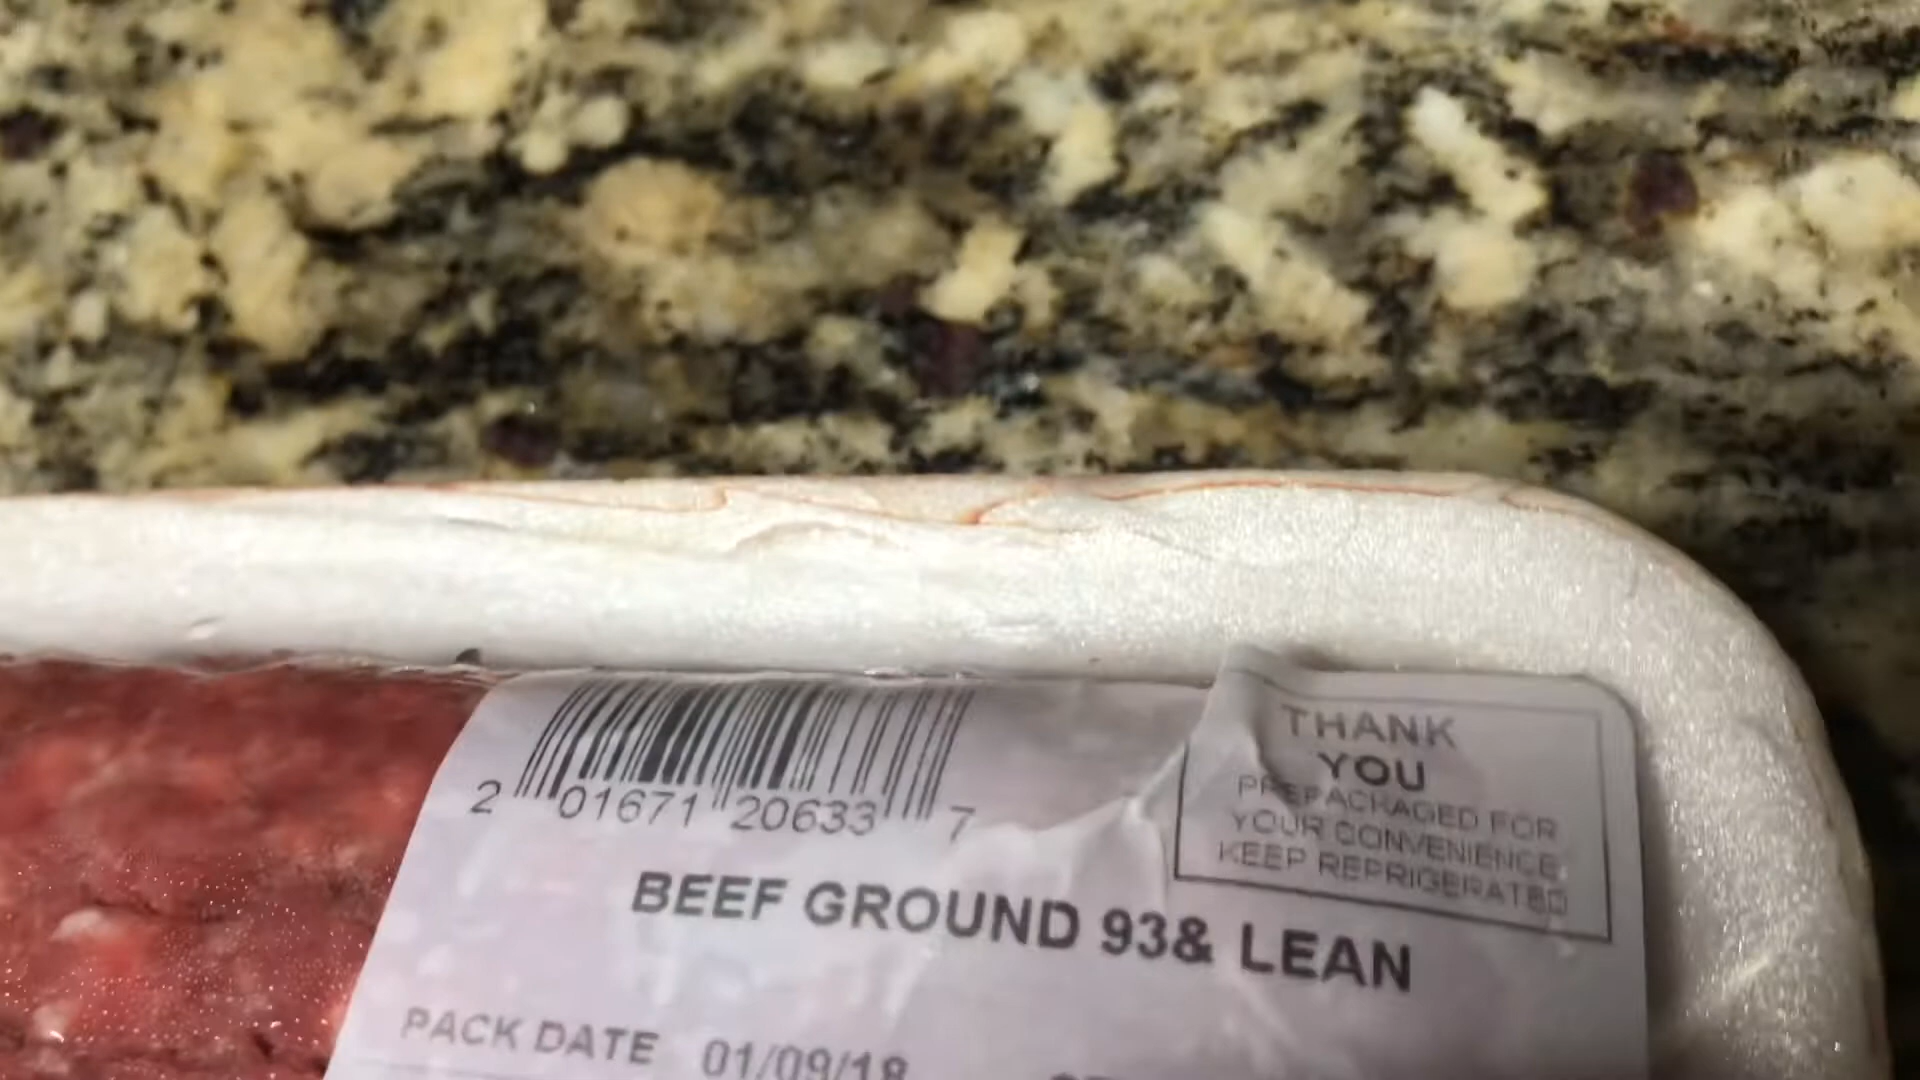 2 01671 20633 7
THANK
YOU
PREPACKAGED FOR
YOUR CONVENIENCE
KEEP REPRIGERATED
BEEF GROUND 93& LEAN
PACK DATE 01/09/18